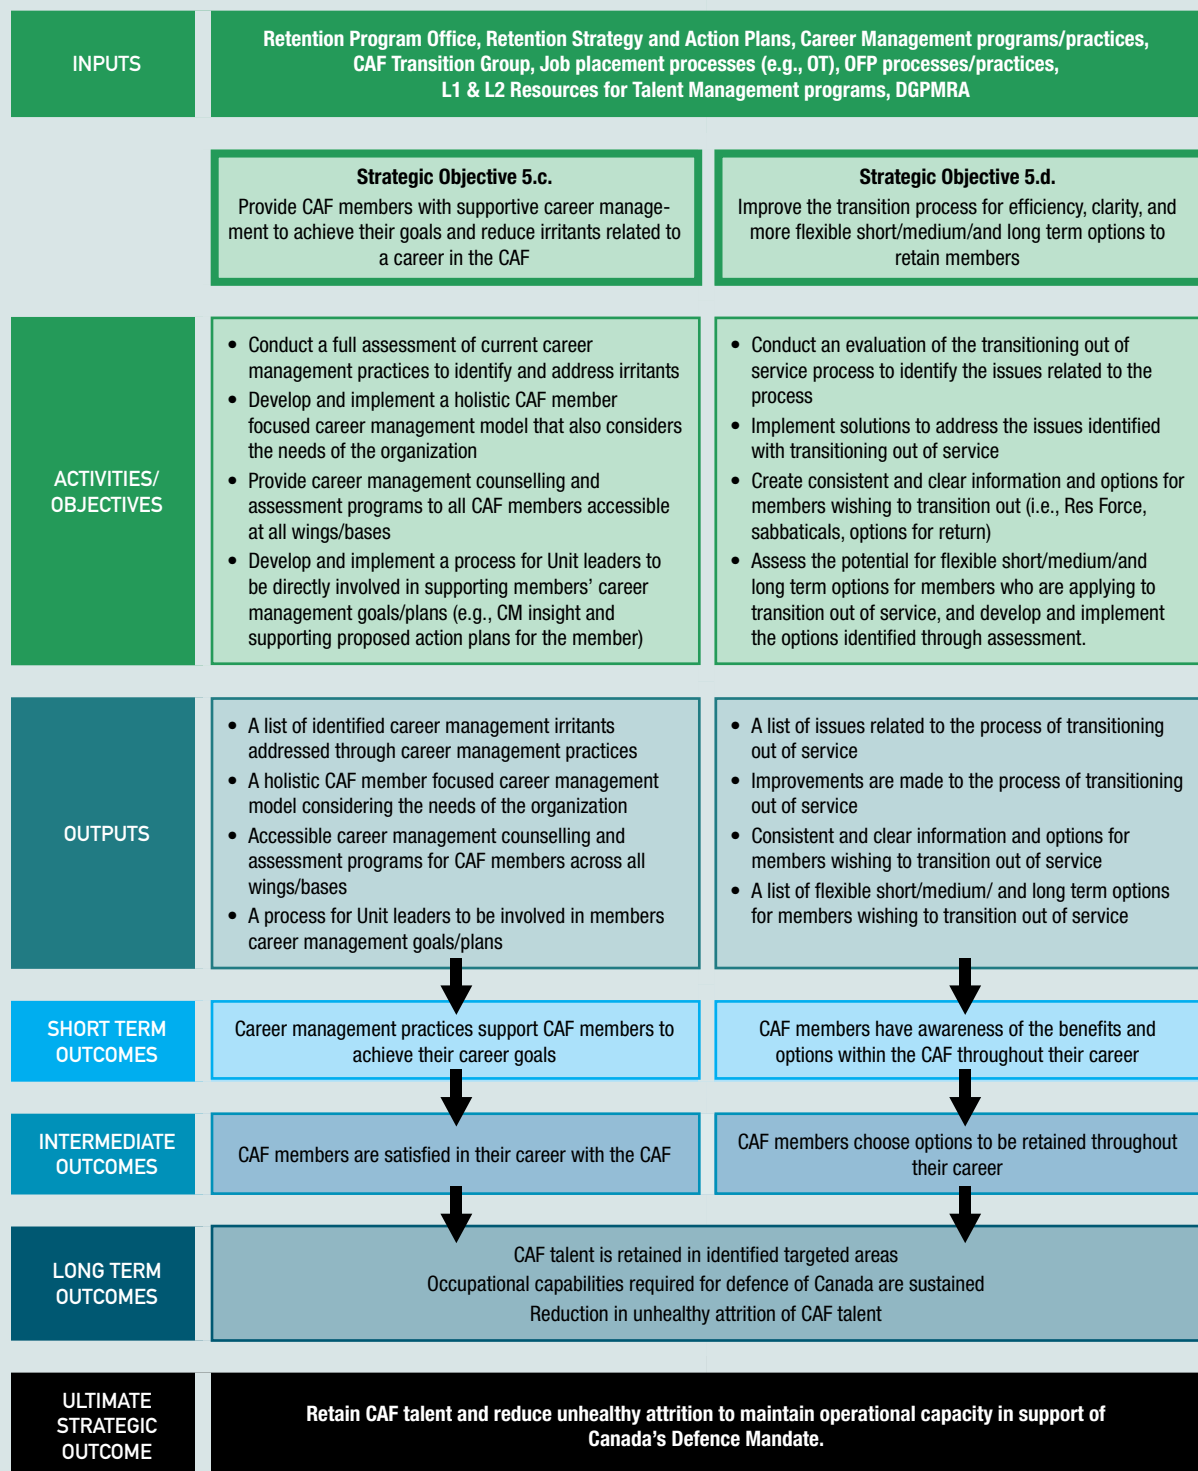 INPUTS
Retention Program Office, Retention Strategy and Action Plans, Career Management programs/practices,
CAF Transition Group, Job placement processes (e.g., OT), OFP processes/practices,
L1 & L2 Resources for Talent Management programs, DGPMRA
Strategic Objective 5.c.
Provide CAF members with supportive career manage-
ment to achieve their goals and reduce irritants related to
a career in the CAF
Strategic Objective 5.d.
Improve the transition process for efficiency, clarity, and
more flexible short/medium/and long term options to
retain members
ACTIVITIES/
OBJECTIVES
• Conduct a full assessment of current career
management practices to identify and address irritants
• Develop and implement a holistic CAF member
focused career management model that also considers
the needs of the organization
• Provide career management counselling and
assessment programs to all CAF members accessible
at all wings/bases
• Develop and implement a process for Unit leaders to
be directly involved in supporting members’ career
management goals/plans (e.g., CM insight and
supporting proposed action plans for the member)
• Conduct an evaluation of the transitioning out of
service process to identify the issues related to the
process
• Implement solutions to address the issues identified
with transitioning out of service
• Create consistent and clear information and options for
members wishing to transition out (i.e., Res Force,
sabbaticals, options for return)
• Assess the potential for flexible short/medium/and
long term options for members who are applying to
transition out of service, and develop and implement
the options identified through assessment.
OUTPUTS
• A list of identified career management irritants
addressed through career management practices
• A holistic CAF member focused career management
model considering the needs of the organization
• Accessible career management counselling and
assessment programs for CAF members across all
wings/bases
• A process for Unit leaders to be involved in members
career management goals/plans
• A list of issues related to the process of transitioning
out of service
• Improvements are made to the process of transitioning
out of service
• Consistent and clear information and options for
members wishing to transition out of service
• A list of flexible short/medium/ and long term options
for members wishing to transition out of service
SHORT TERM
OUTCOMES
Career management practices support CAF members to
achieve their career goals
CAF members have awareness of the benefits and
options within the CAF throughout their career
INTERMEDIATE
OUTCOMES
CAF members are satisfied in their career with the CAF
CAF members choose options to be retained throughout
their career
LONG TERM
OUTCOMES
CAF talent is retained in identified targeted areas
Occupational capabilities required for defence of Canada are sustained
Reduction in unhealthy attrition of CAF talent
ULTIMATE
STRATEGIC
OUTCOME
Retain CAF talent and reduce unhealthy attrition to maintain operational capacity in support of
Canada’s Defence Mandate.